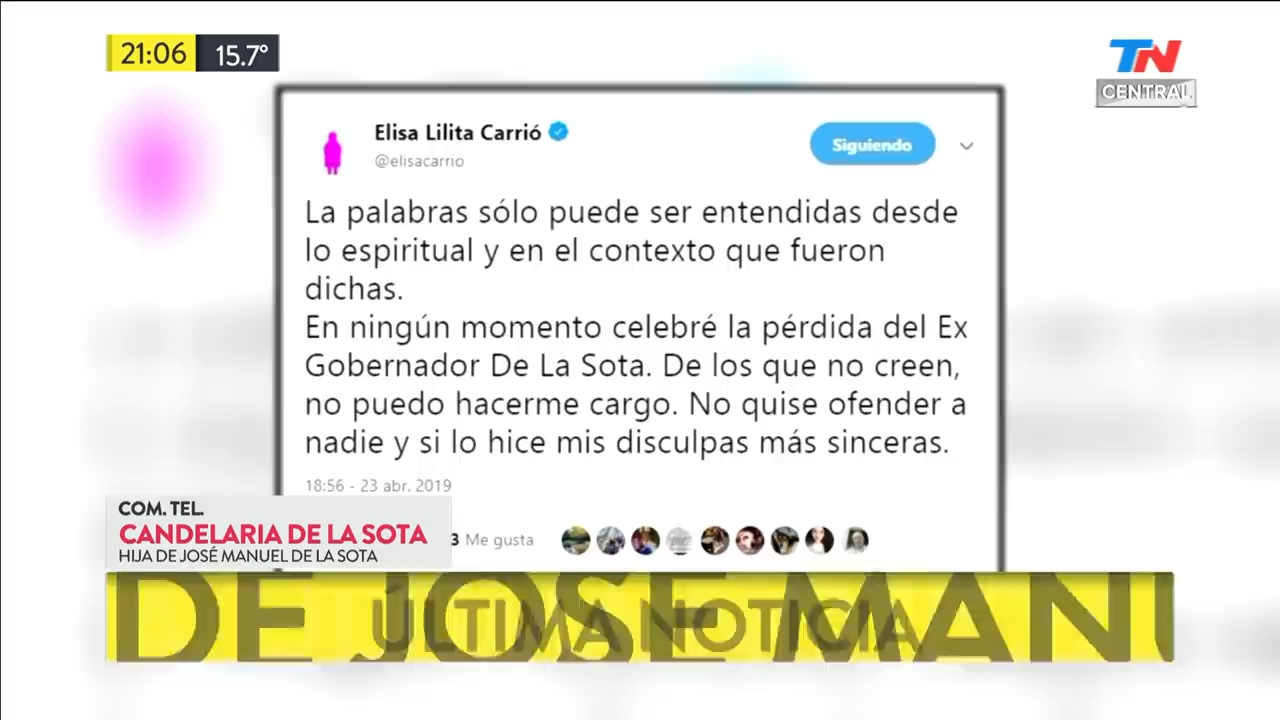 21:06 15.7°
TN
CENTRAL
Elisa Lilita Carrió
@elisacarrio
Siguiendo
La palabras sólo puede ser entendidas desde
lo espiritual y en el contexto que fueron
dichas.
En ningún momento celebré la pérdida del Ex
Gobernador De La Sota. De los que no creen,
no puedo hacerme cargo. No quise ofender a
nadie y si lo hice mis disculpas más sinceras.
18:56 - 23 abr. 2019
3 Me gusta
COM. TEL.
CANDELARIA DE LA SOTA
HIJA DE JOSÉ MANUEL DE LA SOTA
DE JOSÉ MANU
ÚLTIMA NOTICIA